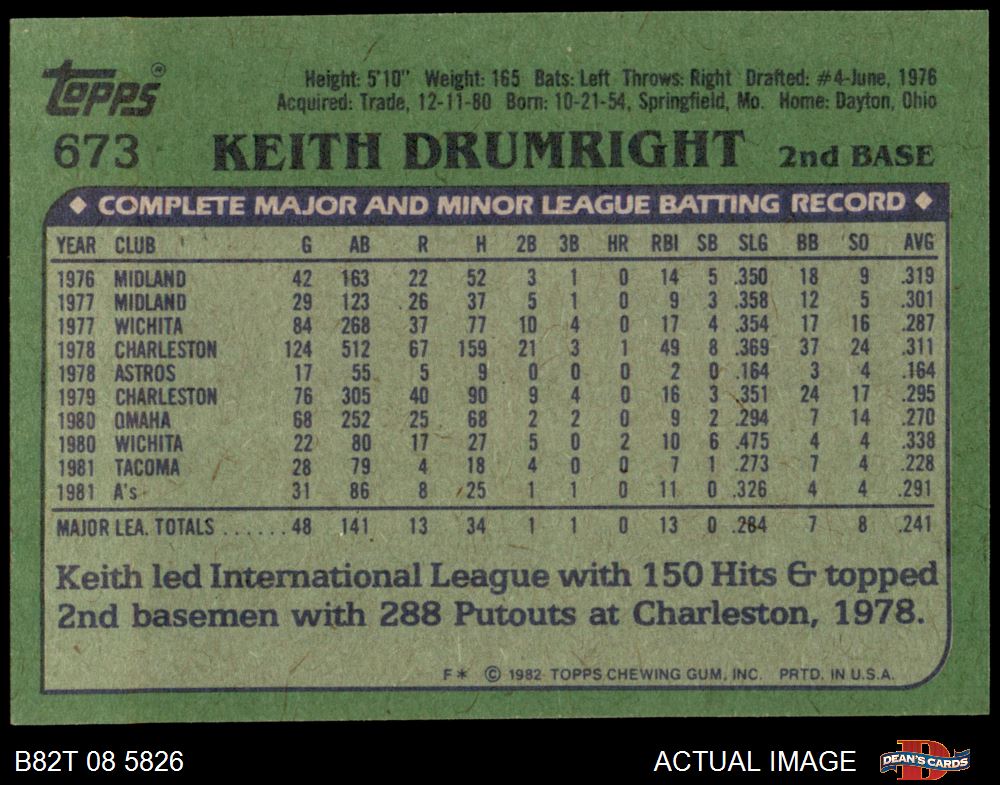 Topps®
Height: 5'10" Weight: 165 Bats: Left Throws: Right Drafted: #4-June, 1976
Acquired: Trade, 12-11-80 Born: 10-21-54, Springfield, Mo. Home: Dayton, Ohio
673 KEITH DRUMRIGHT 2nd BASE
◆ COMPLETE MAJOR AND MINOR LEAGUE BATTING RECORD ◆
YEAR CLUB G AB R H 2B 3B HR RBI SB SLG BB SO AVG
1976 MIDLAND 42 163 22 52 3 1 0 14 5 .350 18 9 .319
1977 MIDLAND 29 123 26 37 5 1 0 9 3 .358 12 5 .301
1977 WICHITA 84 268 37 77 10 4 0 17 4 .354 17 16 .287
1978 CHARLESTON 124 512 67 159 21 3 1 49 8 .369 37 24 .311
1978 ASTROS 17 55 5 9 0 0 0 2 0 .164 3 4 .164
1979 CHARLESTON 76 305 40 90 9 4 0 16 3 .351 24 17 .295
1980 OMAHA 68 252 25 68 2 2 0 9 2 .294 7 14 .270
1980 WICHITA 22 80 17 27 5 0 2 10 6 .475 4 4 .338
1981 TACOMA 28 79 4 18 4 0 0 7 1 .273 7 4 .228
1981 A's 31 86 8 25 1 1 0 11 0 .326 4 4 .291
MAJOR LEA. TOTALS ...... 48 141 13 34 1 1 0 13 0 .284 7 8 .241
Keith led International League with 150 Hits & topped
2nd basemen with 288 Putouts at Charleston, 1978.
F* © 1982 TOPPS CHEWING GUM, INC. PRTD. IN U.S.A.
B82T 08 5826 ACTUAL IMAGE DEAN'S CARDS